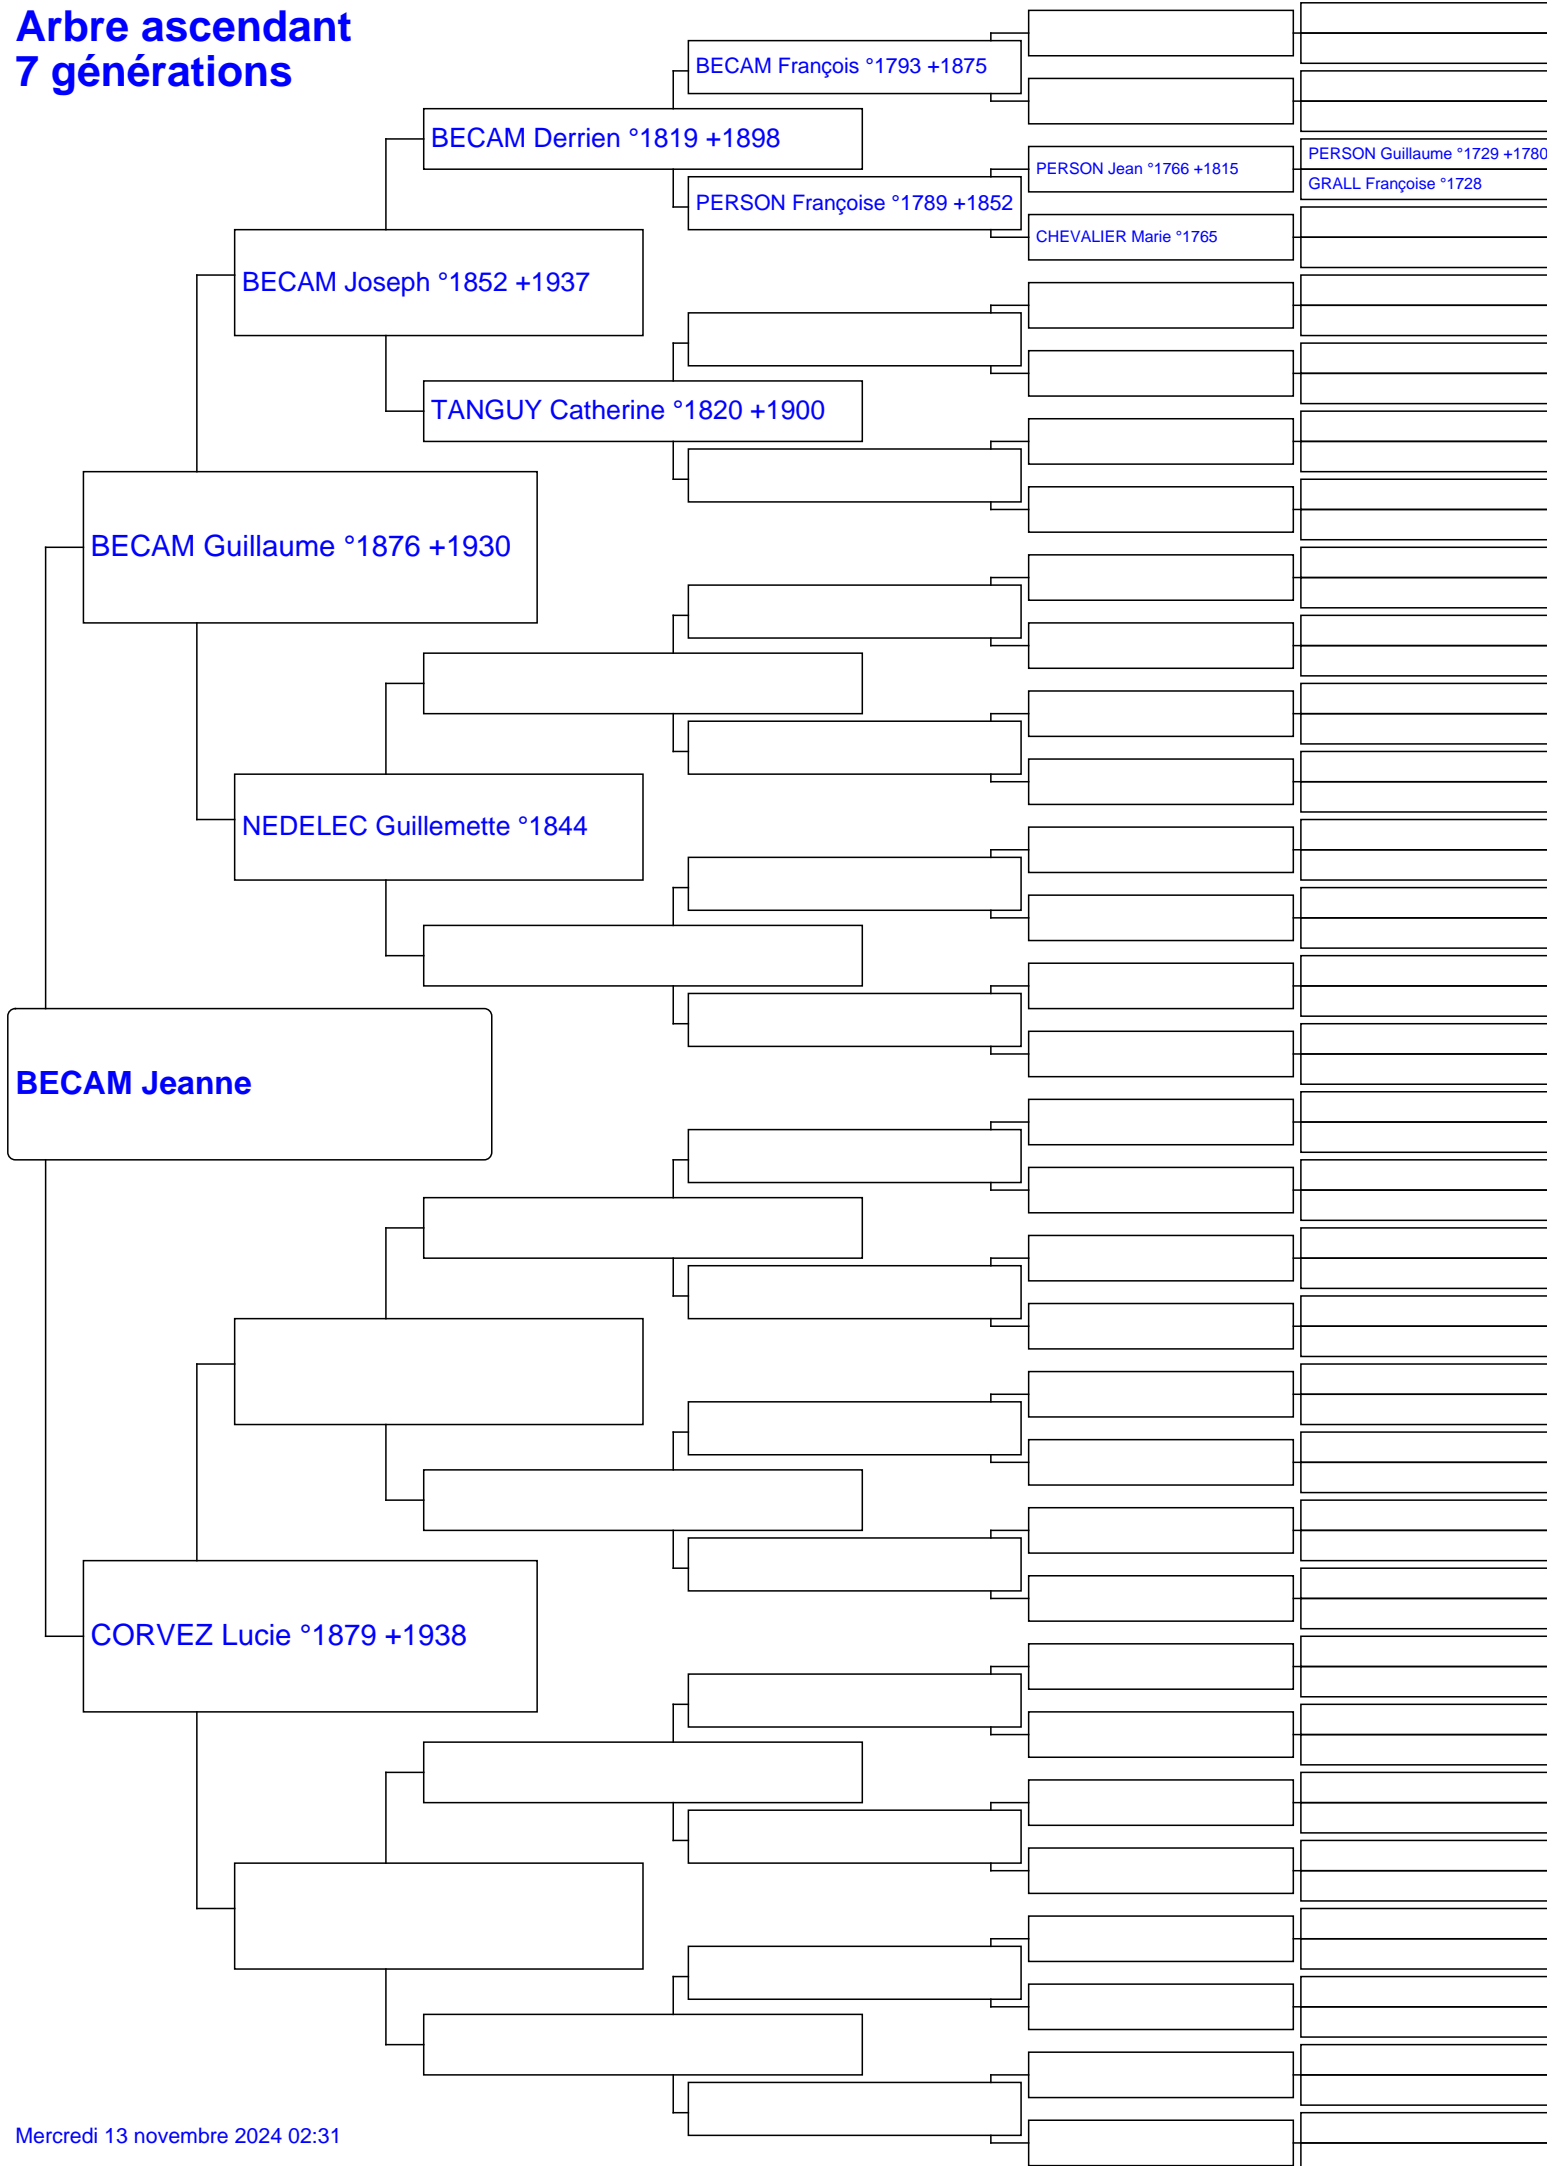 Arbre ascendant
7 générations
BECAM François °1793 +1875
BECAM Derrien °1819 +1898
PERSON Guillaume °1729 +1780
PERSON Jean °1766 +1815
GRALL Françoise °1728
PERSON Françoise °1789 +1852
CHEVALIER Marie °1765
BECAM Joseph °1852 +1937
TANGUY Catherine °1820 +1900
BECAM Guillaume °1876 +1930
NEDELEC Guillemette °1844
BECAM Jeanne
CORVEZ Lucie °1879 +1938
Mercredi 13 novembre 2024 02:31